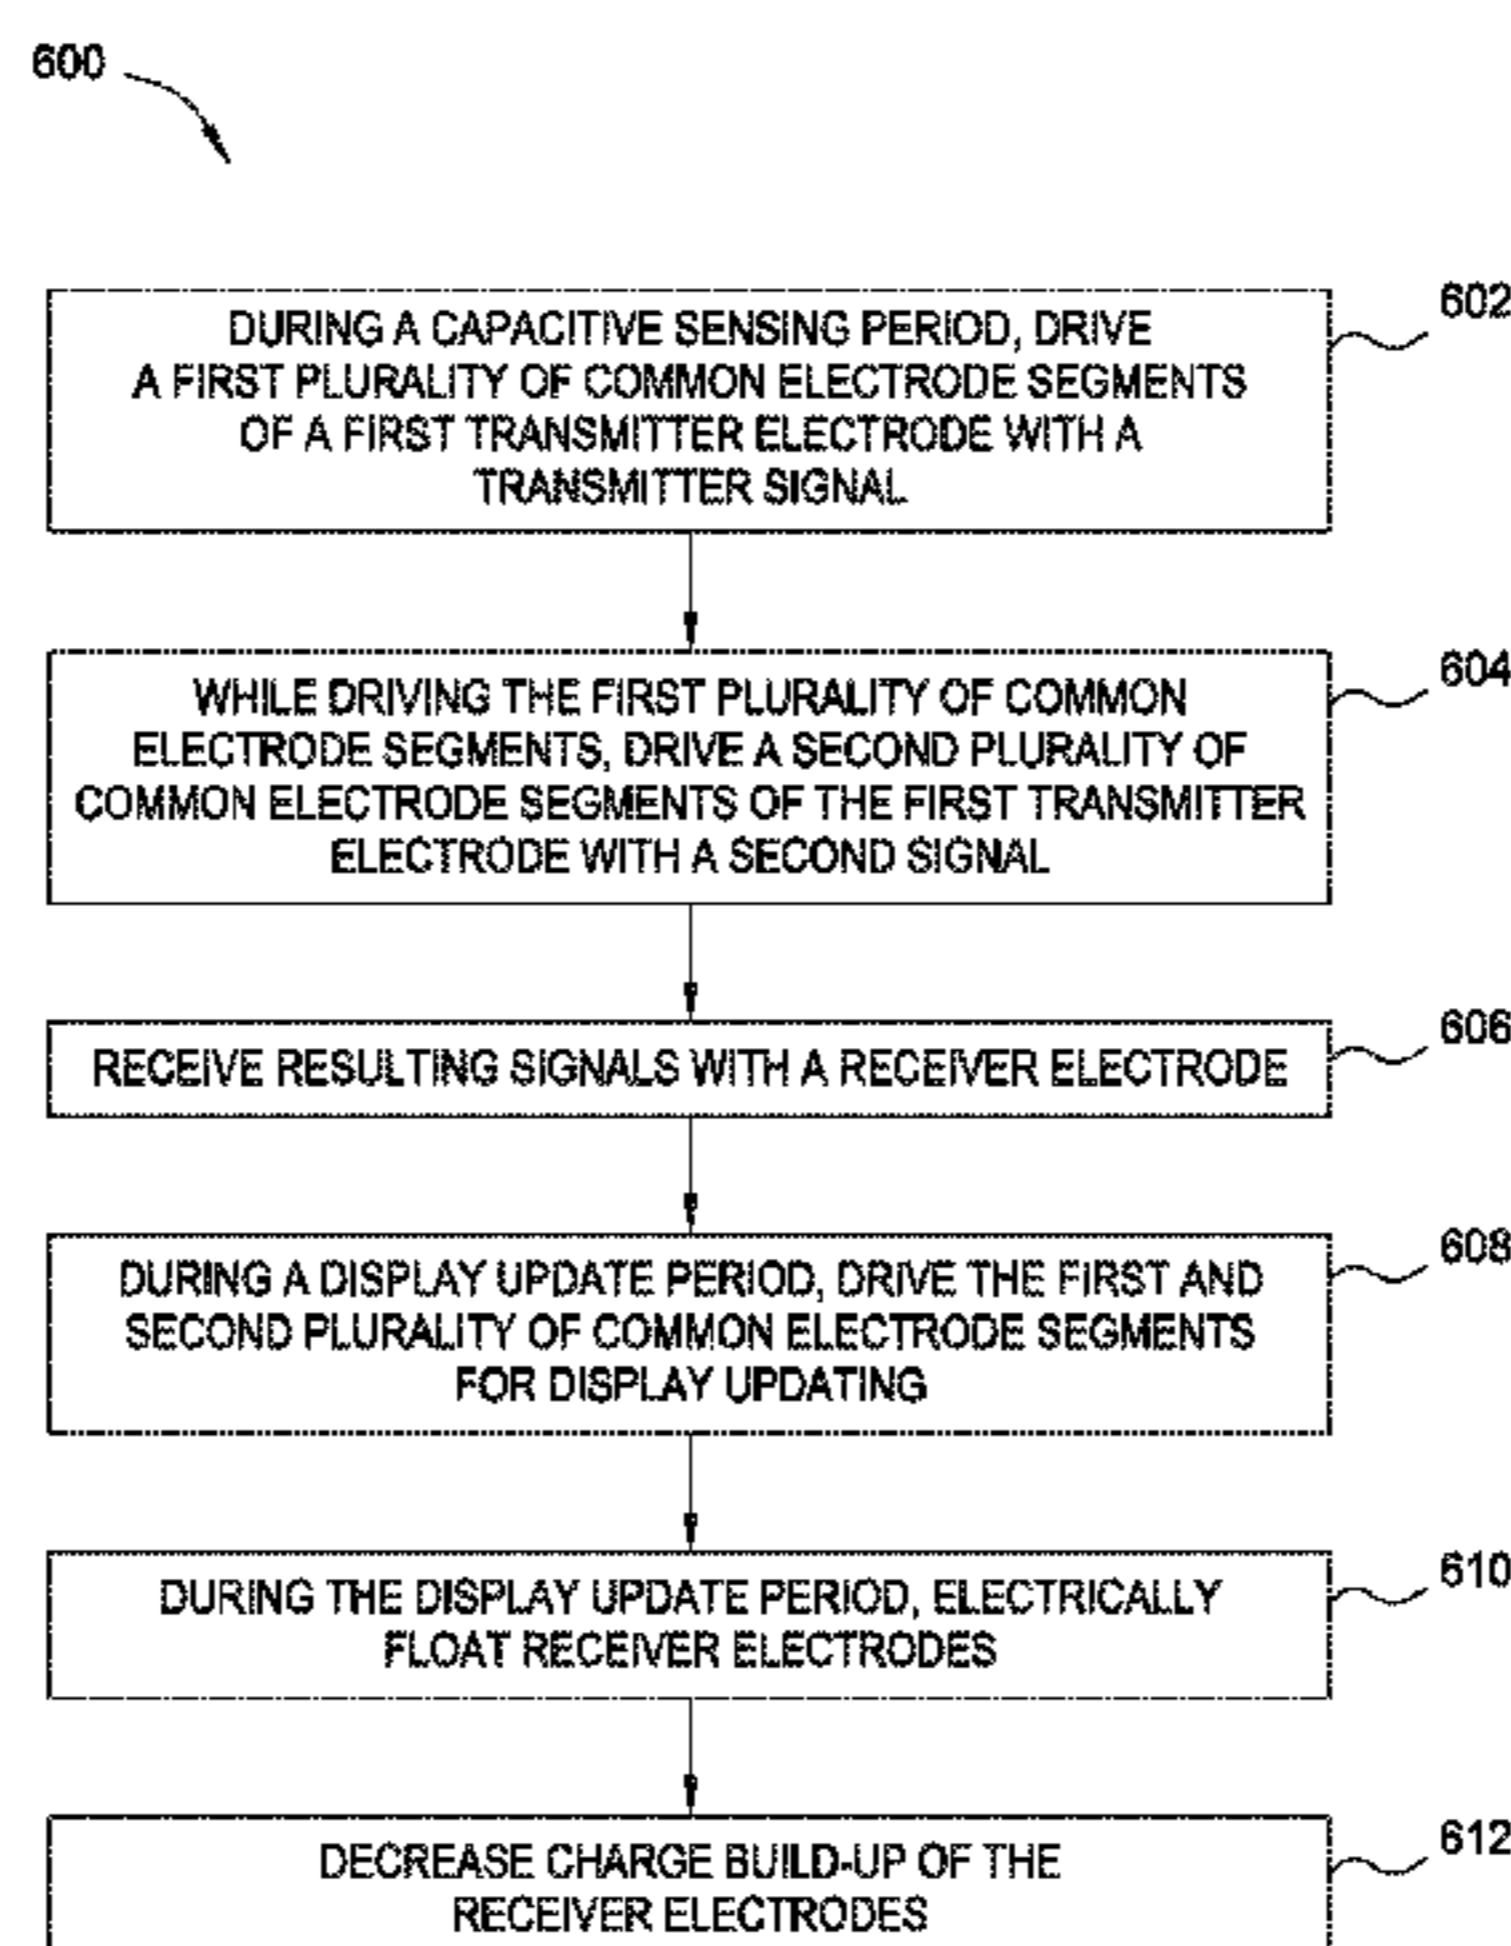 600
602
DURING A CAPACITIVE SENSING PERIOD, DRIVE
A FIRST PLURALITY OF COMMON ELECTRODE SEGMENTS
OF A FIRST TRANSMITTER ELECTRODE WITH A
TRANSMITTER SIGNAL
604
WHILE DRIVING THE FIRST PLURALITY OF COMMON
ELECTRODE SEGMENTS, DRIVE A SECOND PLURALITY OF
COMMON ELECTRODE SEGMENTS OF THE FIRST TRANSMITTER
ELECTRODE WITH A SECOND SIGNAL
606
RECEIVE RESULTING SIGNALS WITH A RECEIVER ELECTRODE
608
DURING A DISPLAY UPDATE PERIOD, DRIVE THE FIRST AND
SECOND PLURALITY OF COMMON ELECTRODE SEGMENTS
FOR DISPLAY UPDATING
610
DURING THE DISPLAY UPDATE PERIOD, ELECTRICALLY
FLOAT RECEIVER ELECTRODES
612
DECREASE CHARGE BUILD-UP OF THE
RECEIVER ELECTRODES